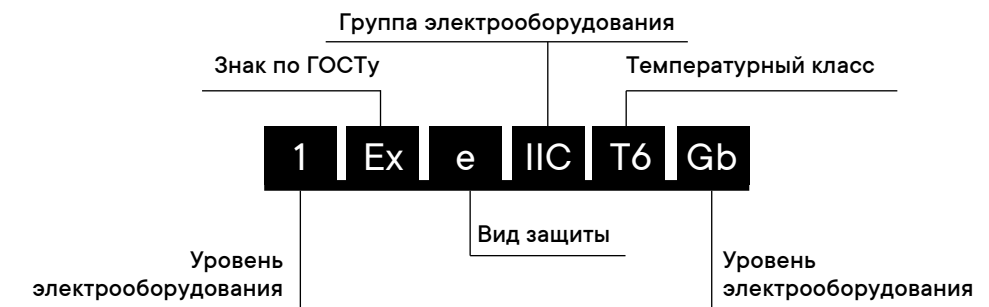 Группа электрооборудования
Знак по ГОСТу
Температурный класс
1 Ex e IIC T6 Gb
Вид защиты
Уровень
электрооборудования
Уровень
электрооборудования